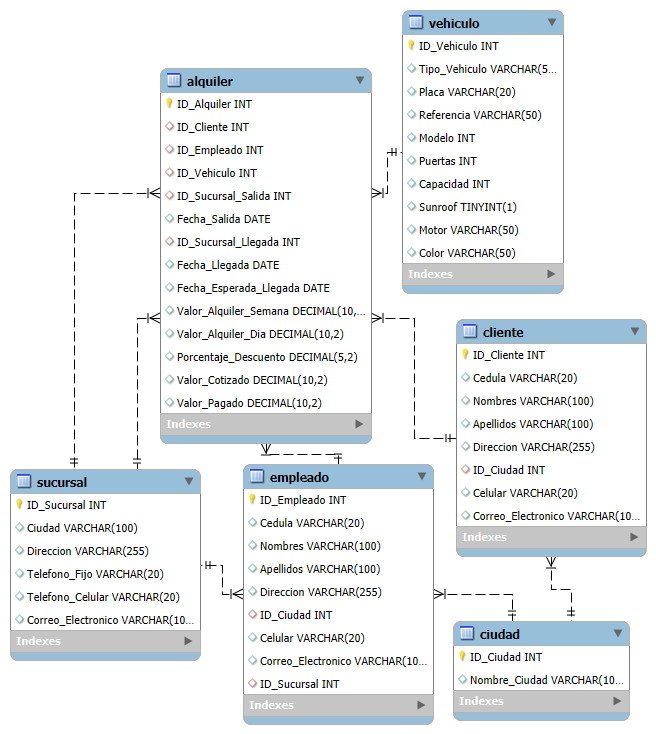 vehiculo
ID_Vehiculo INT
Tipo_Vehiculo VARCHAR(5...
Placa VARCHAR(20)
Referencia VARCHAR(50)
Modelo INT
Puertas INT
Capacidad INT
Sunroof TINYINT(1)
Motor VARCHAR(50)
Color VARCHAR(50)
Indexes
alquiler
ID_Alquiler INT
ID_Cliente INT
ID_Empleado INT
ID_Vehiculo INT
ID_Sucursal_Salida INT
Fecha_Salida DATE
ID_Sucursal_Llegada INT
Fecha_Llegada DATE
Fecha_Esperada_Llegada DATE
Valor_Alquiler_Semana DECIMAL(10,...
Valor_Alquiler_Dia DECIMAL(10,2)
Porcentaje_Descuento DECIMAL(5,2)
Valor_Cotizado DECIMAL(10,2)
Valor_Pagado DECIMAL(10,2)
Indexes
cliente
ID_Cliente INT
Cedula VARCHAR(20)
Nombres VARCHAR(100)
Apellidos VARCHAR(100)
Direccion VARCHAR(255)
ID_Ciudad INT
Celular VARCHAR(20)
Correo_Electronico VARCHAR(10...
Indexes
sucursal
ID_Sucursal INT
Ciudad VARCHAR(100)
Direccion VARCHAR(255)
Telefono_Fijo VARCHAR(20)
Telefono_Celular VARCHAR(20)
Correo_Electronico VARCHAR(10...
Indexes
empleado
ID_Empleado INT
Cedula VARCHAR(20)
Nombres VARCHAR(100)
Apellidos VARCHAR(100)
Direccion VARCHAR(255)
ID_Ciudad INT
Celular VARCHAR(20)
Correo_Electronico VARCHAR(10...
ID_Sucursal INT
Indexes
ciudad
ID_Ciudad INT
Nombre_Ciudad VARCHAR(10...
Indexes